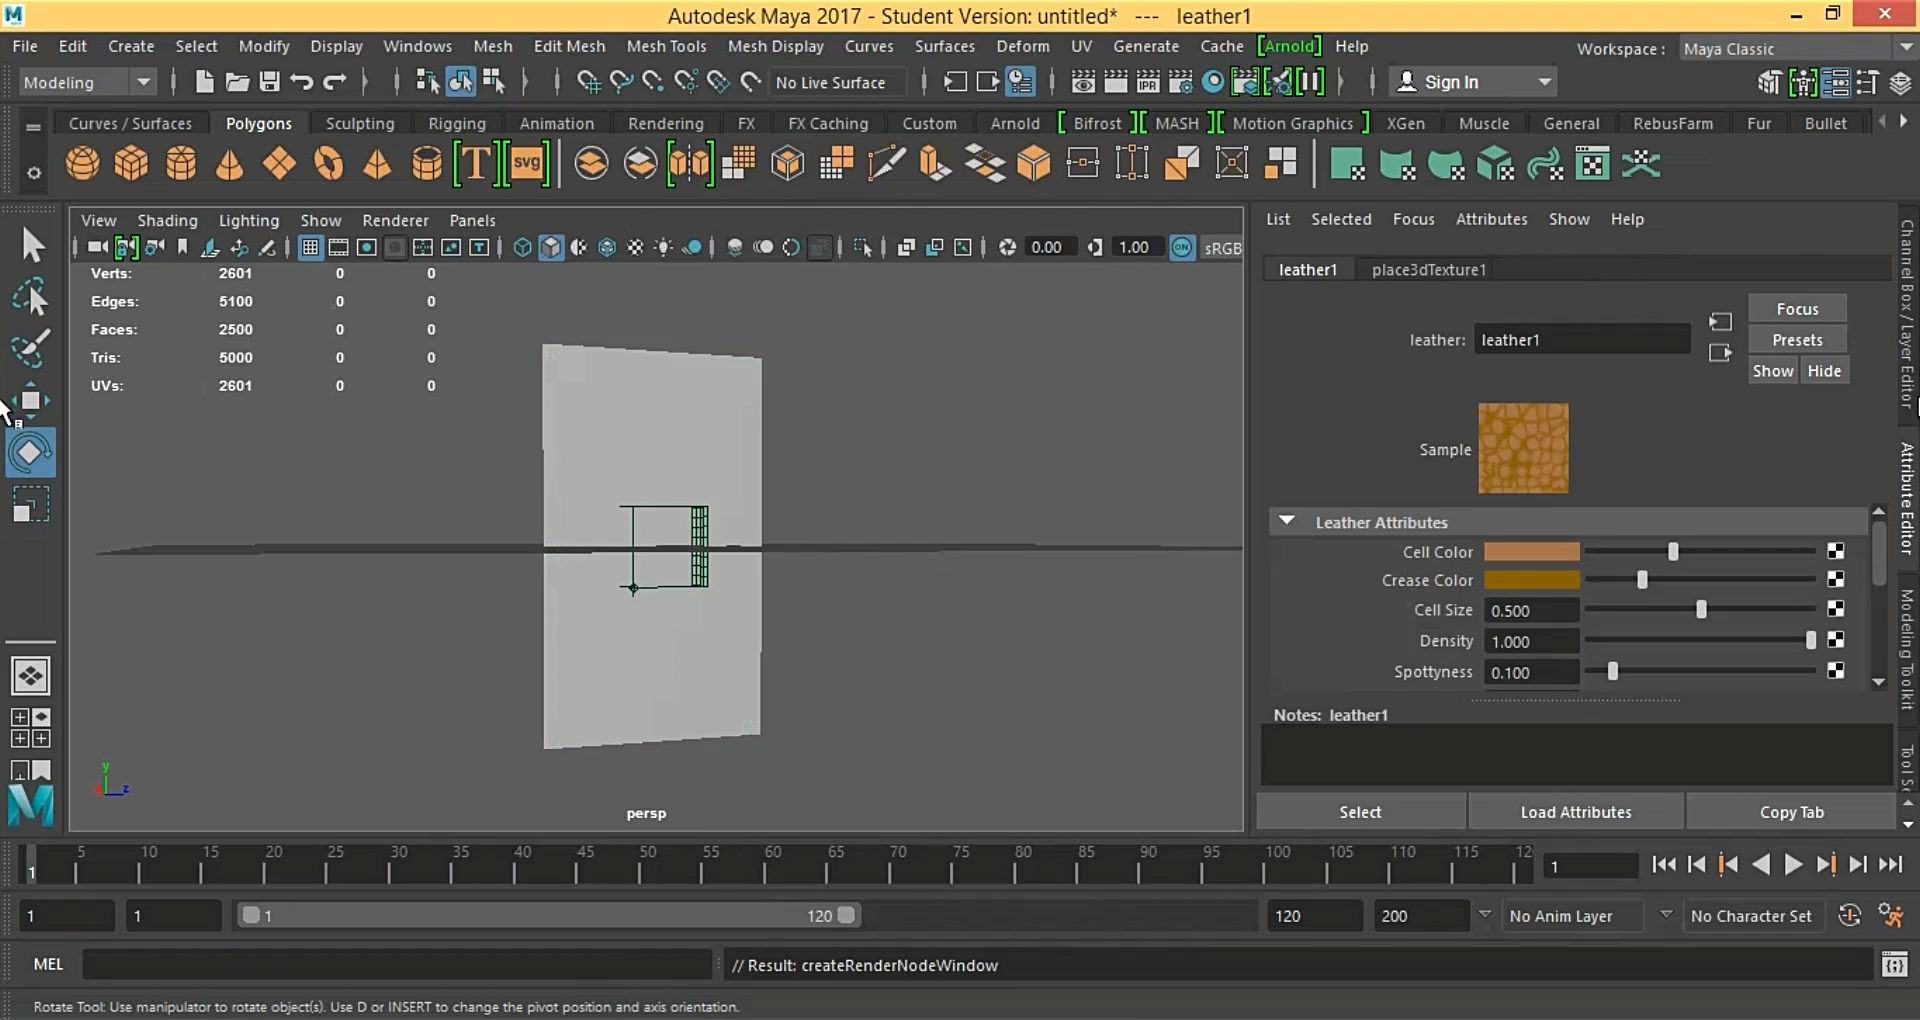 Autodesk Maya 2017 - Student Version: untitled* --- leather1
File Edit Create Select Modify Display Windows Mesh Edit Mesh Mesh Tools Mesh Display Curves Surfaces Deform UV Generate Cache [Arnold] Help Workspace : Maya Classic
Modeling No Live Surface IPR Sign In
Curves / Surfaces Polygons Sculpting Rigging Animation Rendering FX FX Caching Custom Arnold [ Bifrost ][ MASH ][ Motion Graphics ] XGen Muscle General RebusFarm Fur Bullet
T svg
View Shading Lighting Show Renderer Panels
0.00 1.00 ON sRGB
Verts: 2601 0 0
Edges: 5100 0 0
Faces: 2500 0 0
Tris: 5000 0 0
UVs: 2601 0 0
y
x z
persp
List Selected Focus Attributes Show Help
leather1 place3dTexture1
Focus
leather: leather1 Presets
Show Hide
Sample
Leather Attributes
Cell Color
Crease Color
Cell Size 0.500
Density 1.000
Spottyness 0.100
Notes: leather1
Select Load Attributes Copy Tab
Channel Box / Layer Editor
Attribute Editor
Modeling Toolkit
Tool
5 10 15 20 25 30 35 40 45 50 55 60 65 70 75 80 85 90 95 100 105 110 115 12
1 1
1 1 1 120 120 200 No Anim Layer No Character Set
MEL // Result: createRenderNodeWindow
Rotate Tool: Use manipulator to rotate object(s). Use D or INSERT to change the pivot position and axis orientation.